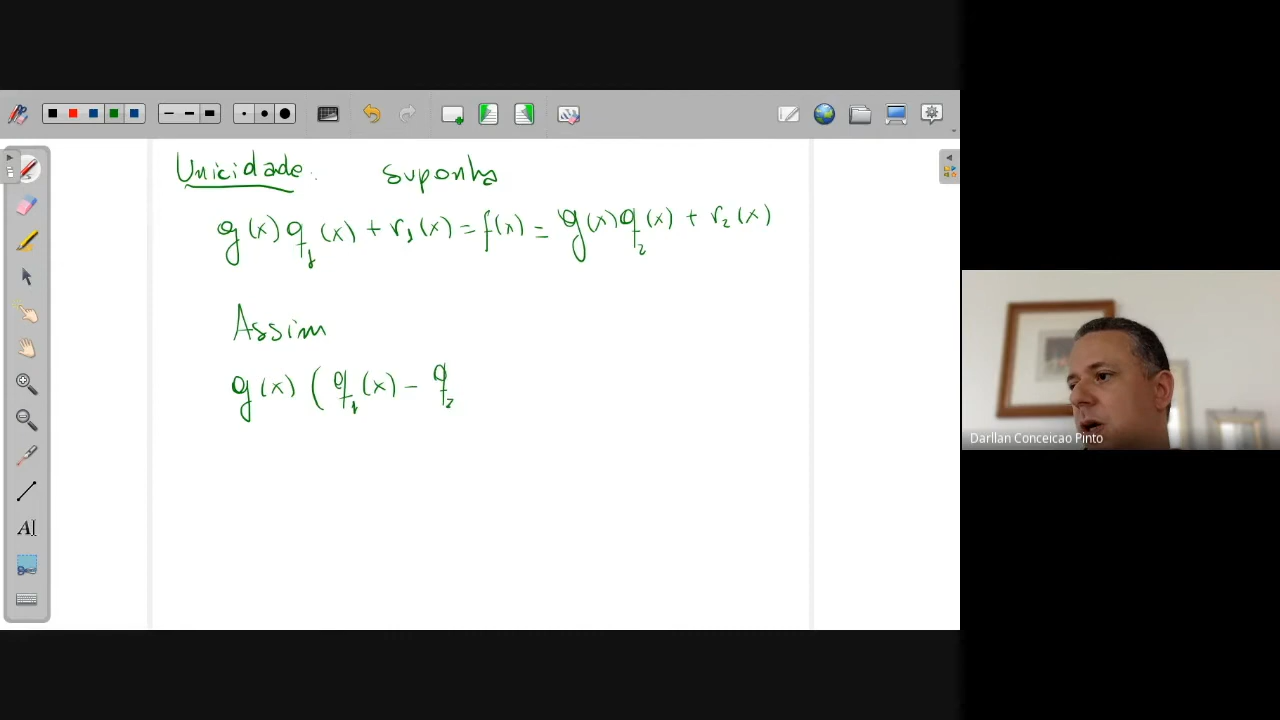 Unicidade. suponha
g(x) q₁(x) + r₁(x) = f(x) = g(x) q₂(x) + r₂(x)
Assim
g(x) ( q₁(x) - q₂
Darllan Conceicao Pinto